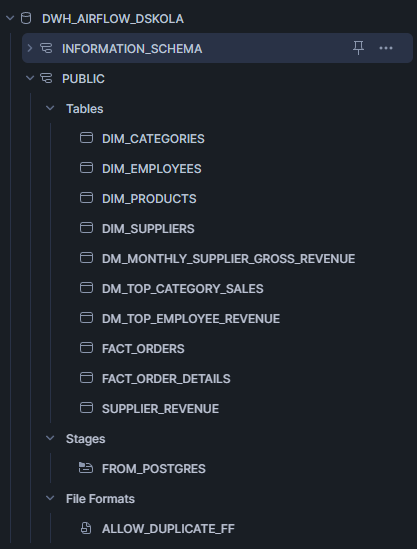 DWH_AIRFLOW_DSKOLA
INFORMATION_SCHEMA
PUBLIC
Tables
DIM_CATEGORIES
DIM_EMPLOYEES
DIM_PRODUCTS
DIM_SUPPLIERS
DM_MONTHLY_SUPPLIER_GROSS_REVENUE
DM_TOP_CATEGORY_SALES
DM_TOP_EMPLOYEE_REVENUE
FACT_ORDERS
FACT_ORDER_DETAILS
SUPPLIER_REVENUE
Stages
FROM_POSTGRES
File Formats
ALLOW_DUPLICATE_FF